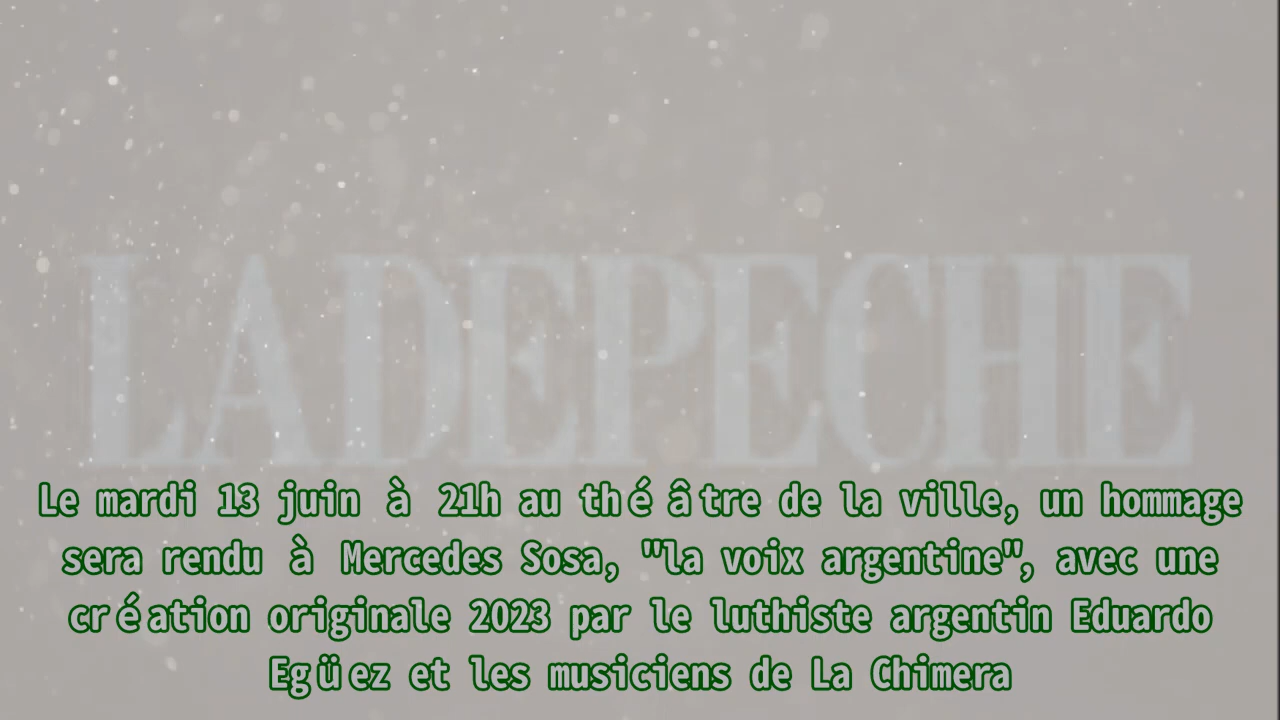 LADEPECHE
Le mardi 13 juin à 21h au théâtre de la ville, un hommage
sera rendu à Mercedes Sosa, "la voix argentine", avec une
création originale 2023 par le luthiste argentin Eduardo
Egüez et les musiciens de La Chimera